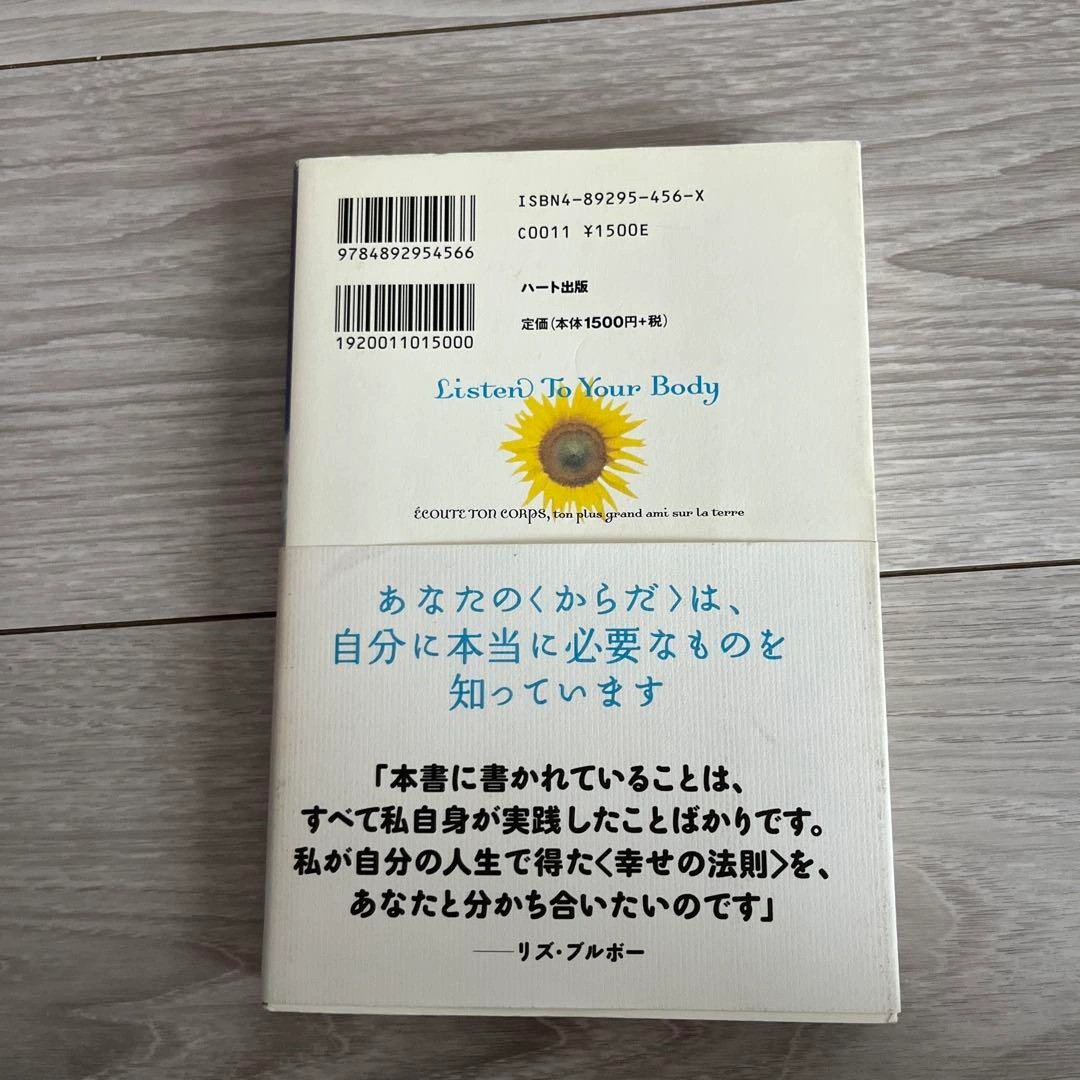 ISBN4-89295-456-X
9784892954566
C0011 ¥1500E
ハート出版
1920011015000
定価(本体1500円+税)
Listen To Your Body
ÉCOUTE TON CORPS, ton plus grand ami sur la terre
あなたの〈からだ〉は、
自分に本当に必要なものを
知っています
「本書に書かれていることは、
すべて私自身が実践したことばかりです。
私が自分の人生で得た〈幸せの法則〉を、
あなたと分かち合いたいのです」
――リズ・ブルボー